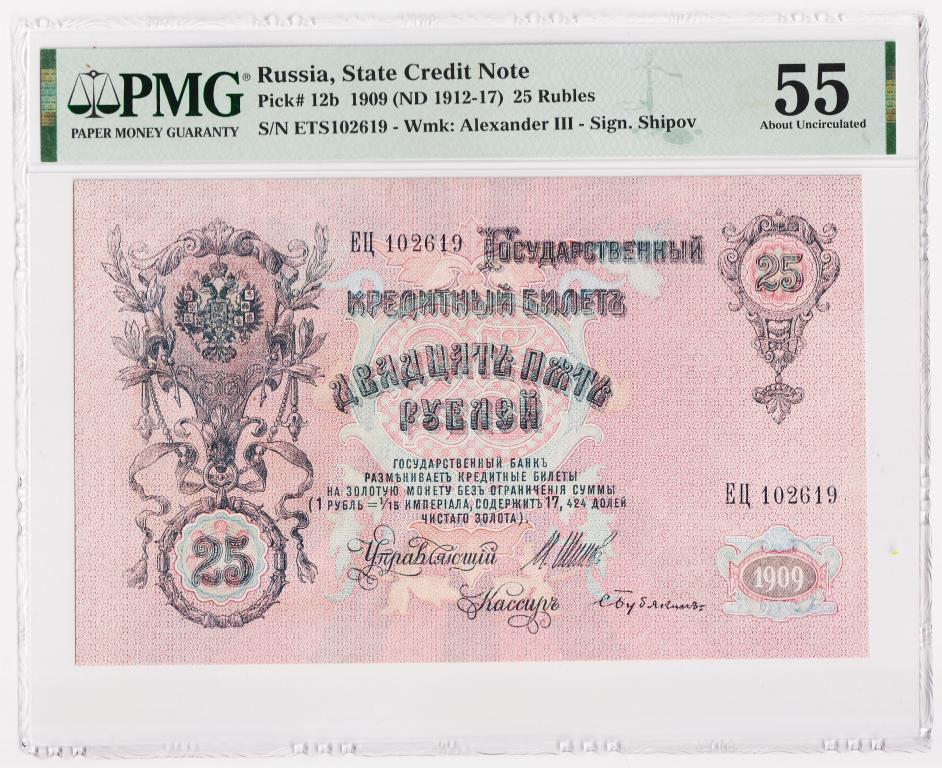 PMG®
PAPER MONEY GUARANTY
Russia, State Credit Note
Pick# 12b 1909 (ND 1912-17) 25 Rubles
S/N ETS102619 - Wmk: Alexander III - Sign. Shipov
55
About Uncirculated
ЕЦ 102619
Государственный
25
кредитный билетъ
двадцать пять
рублей
государственный банкъ
размѣниваетъ кредитные билеты
на золотую монету безъ ограниченія суммы
(1 рубль = 1/15 империала, содержитъ 17,424 долей
чистаго золота).
ЕЦ 102619
25
Управляющій
И. Шипов
1909
Кассиръ